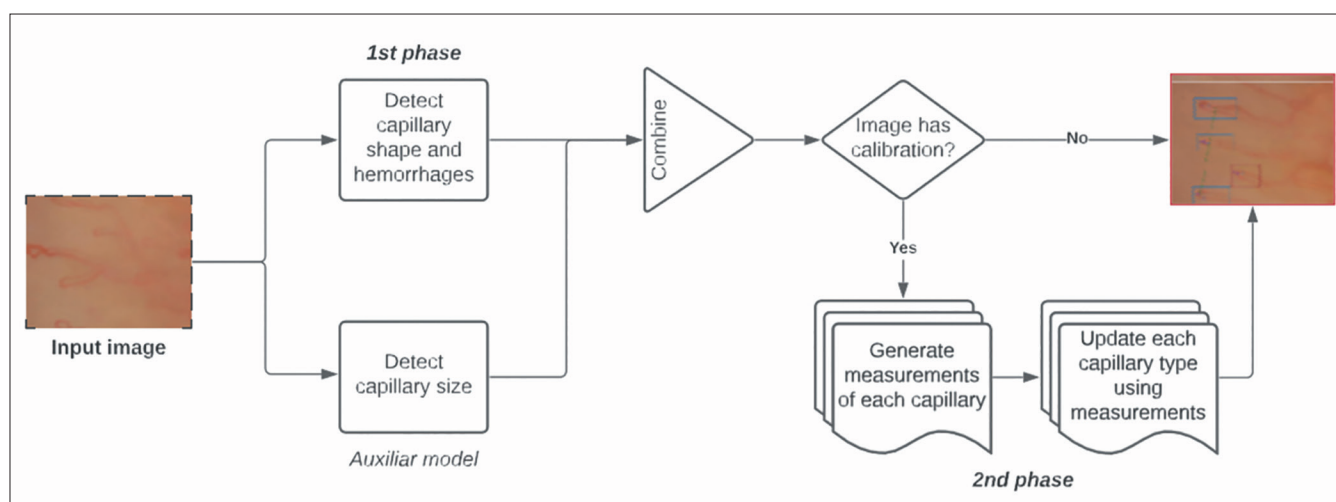 1st phase
Detect
capillary
shape and
hemorrhages
Input image
Detect
capillary size
Auxiliar model
Combine
Image has
calibration?
No
Yes
Generate
measurements
of each capillary
Update each
capillary type
using
measurements
2nd phase